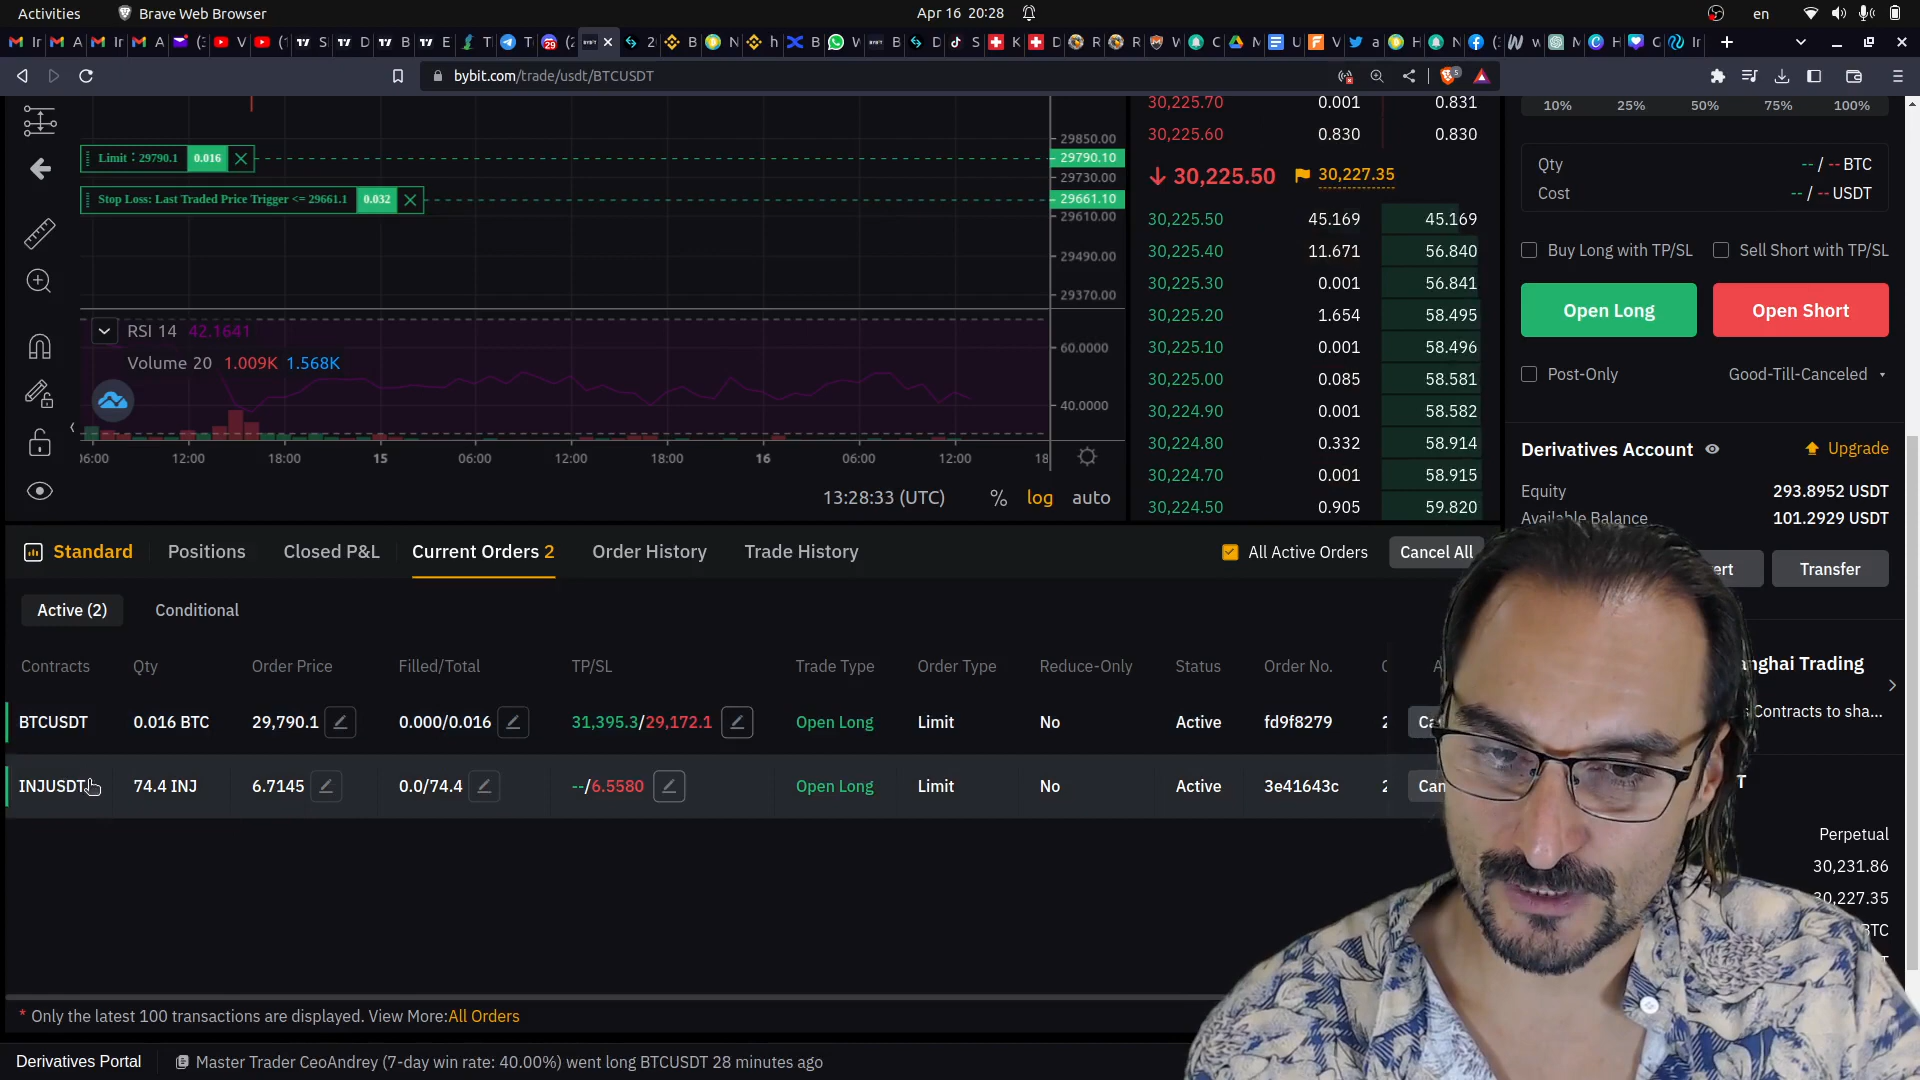 Activities
Brave Web Browser
Apr 16 20:28
en
bybit.com/trade/usdt/BTCUSDT
Limit: 29790.1 0.016
Stop Loss: Last Traded Price Trigger <= 29661.1 0.032
29850.00
29790.10
29730.00
29661.10
29610.00
29490.00
29370.00
RSI 14 42.1641
Volume 20 1.009K 1.568K
60.0000
40.0000
06:00 12:00 18:00 15 06:00 12:00 18:00 16 06:00 12:00 18
13:28:33 (UTC) % log auto
30,225.70 0.001 0.831
30,225.60 0.830 0.830
30,225.50 30,227.35
30,225.50 45.169 45.169
30,225.40 11.671 56.840
30,225.30 0.001 56.841
30,225.20 1.654 58.495
30,225.10 0.001 58.496
30,225.00 0.085 58.581
30,224.90 0.001 58.582
30,224.80 0.332 58.914
30,224.70 0.001 58.915
30,224.50 0.905 59.820
10% 25% 50% 75% 100%
Qty -- / -- BTC
Cost -- / -- USDT
Buy Long with TP/SL Sell Short with TP/SL
Open Long Open Short
Post-Only Good-Till-Canceled
Derivatives Account Upgrade
Equity 293.8952 USDT
Available Balance 101.2929 USDT
Transfer
Standard Positions Closed P&L Current Orders 2 Order History Trade History
All Active Orders Cancel All
Active (2) Conditional
Contracts Qty Order Price Filled/Total TP/SL Trade Type Order Type Reduce-Only Status Order No.
BTCUSDT 0.016 BTC 29,790.1 0.000/0.016 31,395.3/29,172.1 Open Long Limit No Active fd9f8279
INJUSDT 74.4 INJ 6.7145 0.0/74.4 --/6.5580 Open Long Limit No Active 3e41643c
Trading
Contracts to sha...
Perpetual
30,231.86
30,227.35
* Only the latest 100 transactions are displayed. View More:All Orders
Derivatives Portal
Master Trader CeoAndrey (7-day win rate: 40.00%) went long BTCUSDT 28 minutes ago